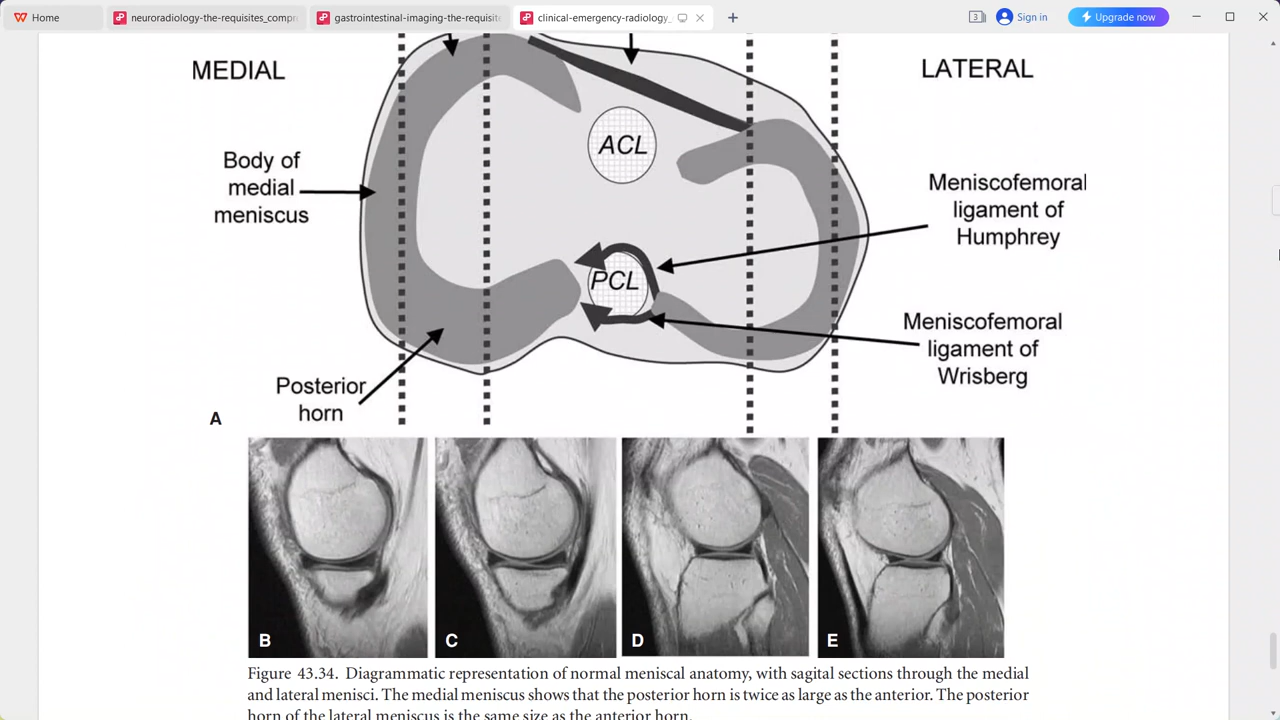 Home
neuroradiology-the-requisites_compr
gastrointestinal-imaging-the-requisite
clinical-emergency-radiology_
3
Sign in
Upgrade now
MEDIAL
LATERAL
ACL
Body of
medial
meniscus
Meniscofemoral
ligament of
Humphrey
PCL
Meniscofemoral
ligament of
Wrisberg
Posterior
horn
A
B
C
D
E
Figure 43.34. Diagrammatic representation of normal meniscal anatomy, with sagital sections through the medial
and lateral menisci. The medial meniscus shows that the posterior horn is twice as large as the anterior. The posterior
horn of the lateral meniscus is the same size as the anterior horn.